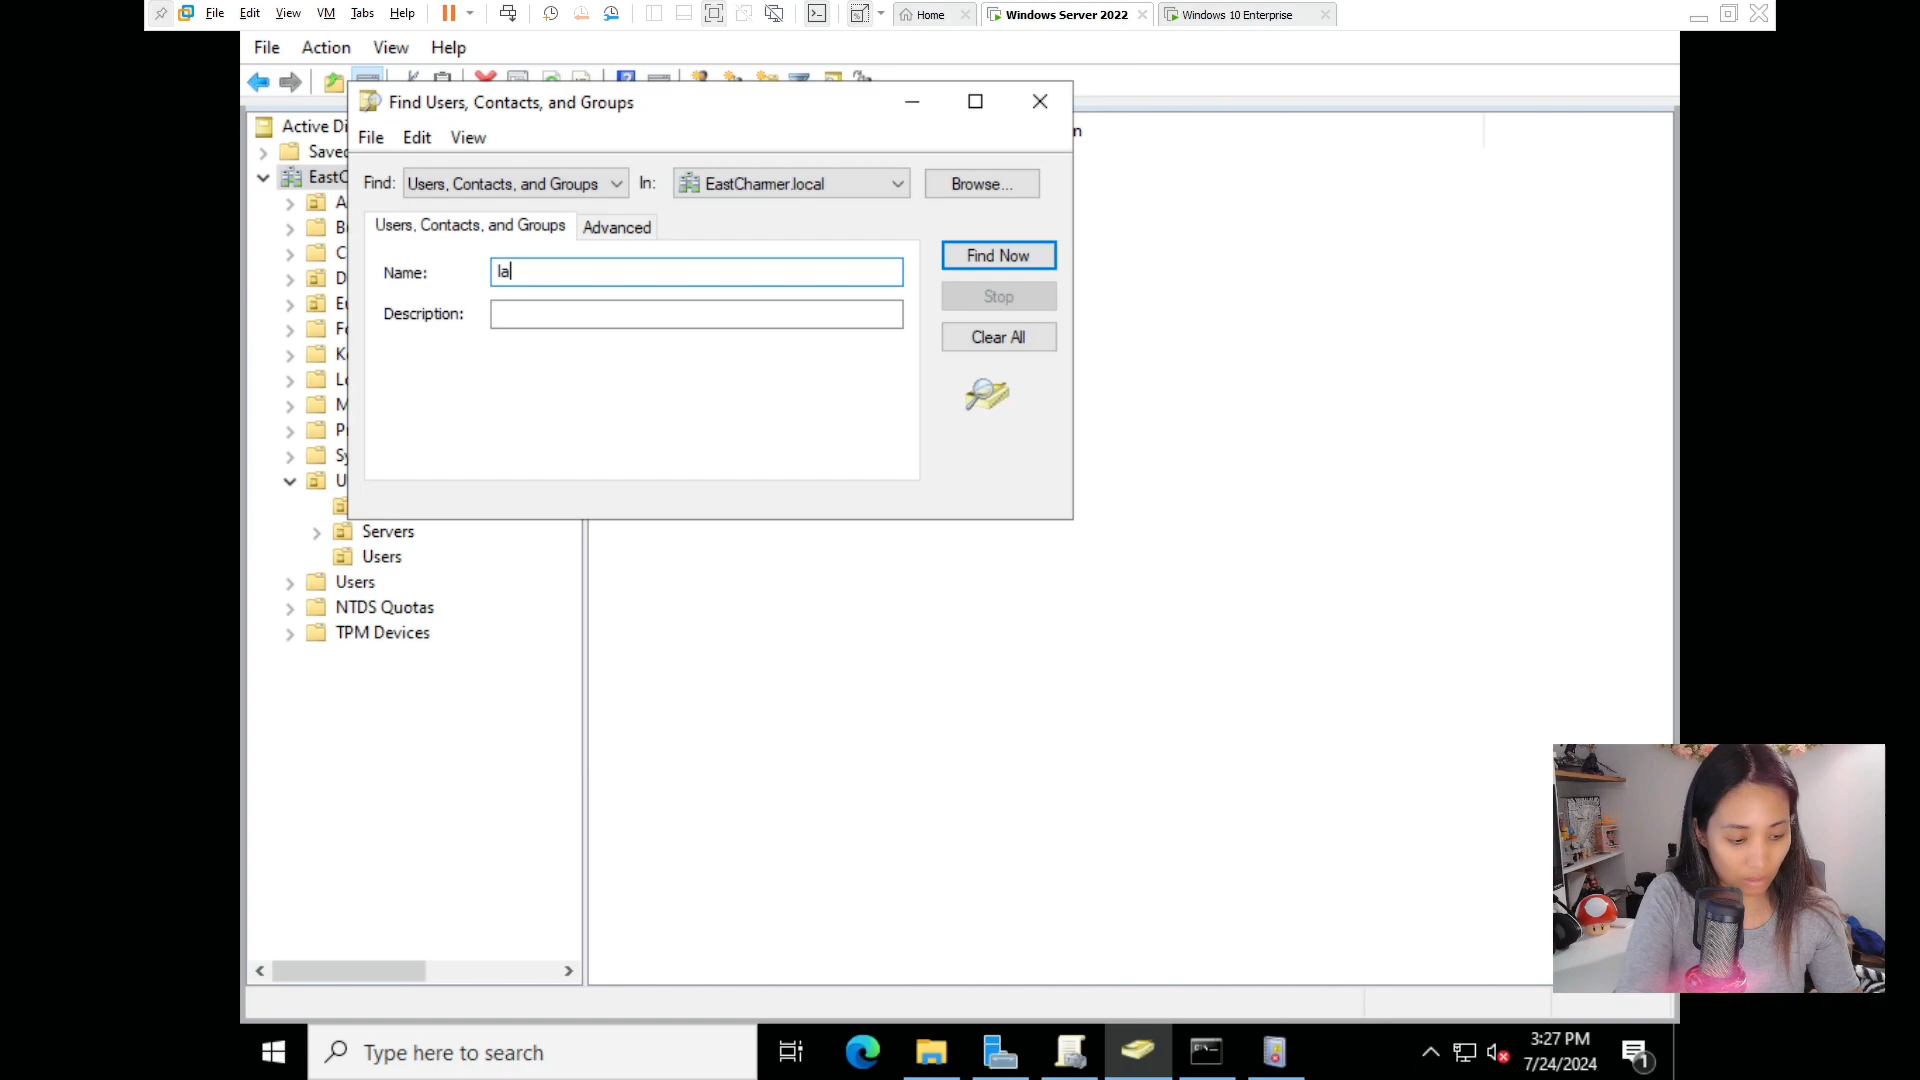 File Edit View VM Tabs Help Home Windows Server 2022 Windows 10 Enterprise
File Action View Help
Find Users, Contacts, and Groups
File Edit View
Find: Users, Contacts, and Groups In: EastCharmer.local Browse...
Users, Contacts, and Groups Advanced
Name: la
Description:
Find Now
Stop
Clear All
Active Di
Saved
EastC
A
C
D
M
U
Servers
Users
Users
NTDS Quotas
TPM Devices
n
Type here to search
3:27 PM
7/24/2024
1